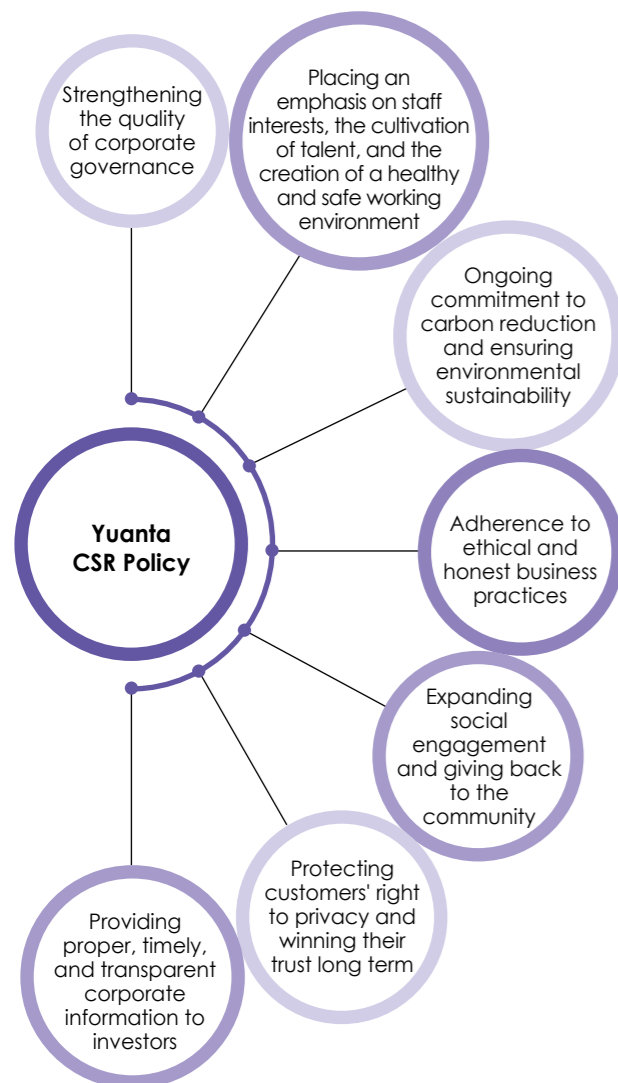 Strengthening
the quality
of corporate
governance
Placing an
emphasis on staff
interests, the cultivation
of talent, and the
creation of a healthy
and safe working
environment
Ongoing
commitment to
carbon reduction
and ensuring
environmental
sustainability
Yuanta
CSR Policy
Adherence to
ethical and
honest business
practices
Expanding
social
engagement
and giving back
to the
community
Protecting
customers' right
to privacy and
winning their
trust long term
Providing
proper, timely,
and transparent
corporate
information to
investors